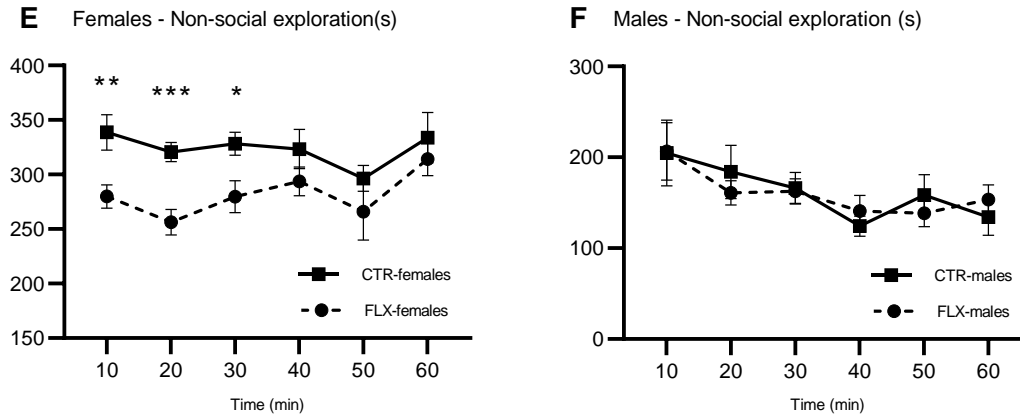 E Females - Non-social exploration(s)
400
350
300
250
200
150
** *** *
CTR-females
FLX-females
10 20 30 40 50 60
Time (min)
F Males - Non-social exploration (s)
300
200
100
0
CTR-males
FLX-males
10 20 30 40 50 60
Time (min)